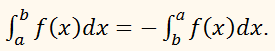 ∫_a^b f(x)dx = −∫_b^a f(x)dx.